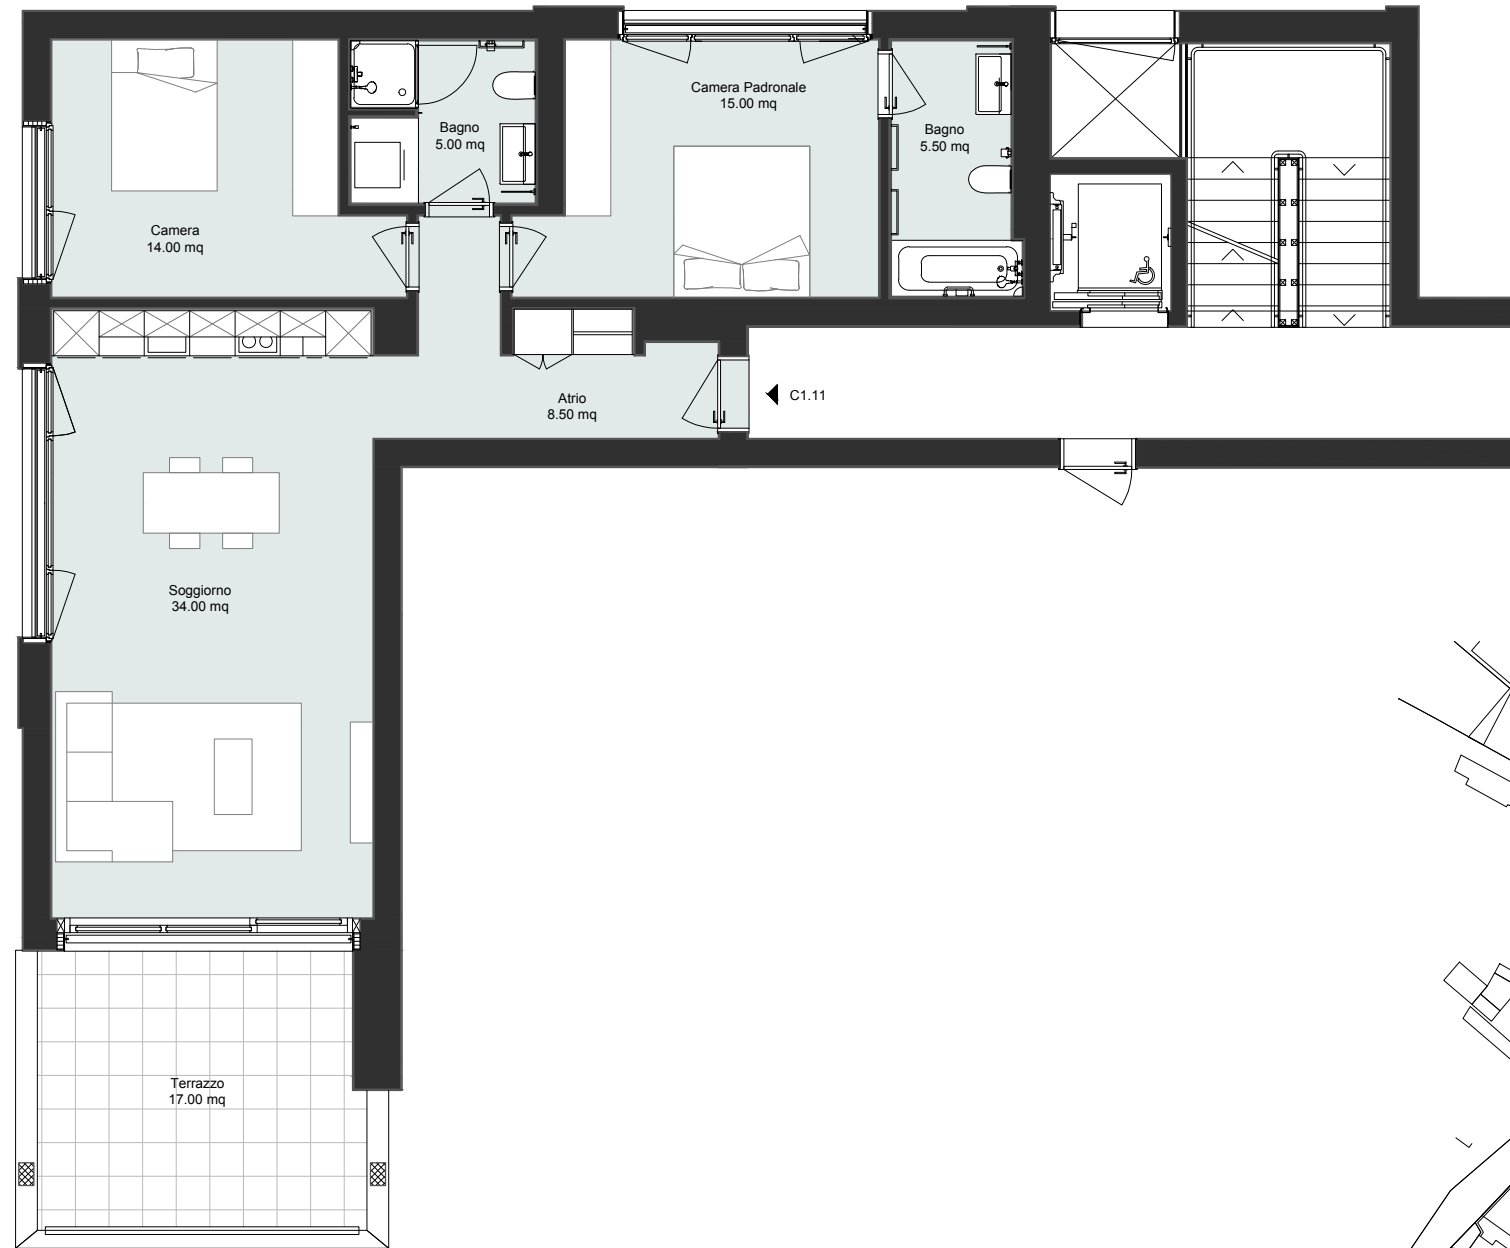 Camera Padronale
15.00 mq
Bagno
5.00 mq
Bagno
5.50 mq
Camera
14.00 mq
Atrio
8.50 mq
C1.11
Soggiorno
34.00 mq
Terrazzo
17.00 mq